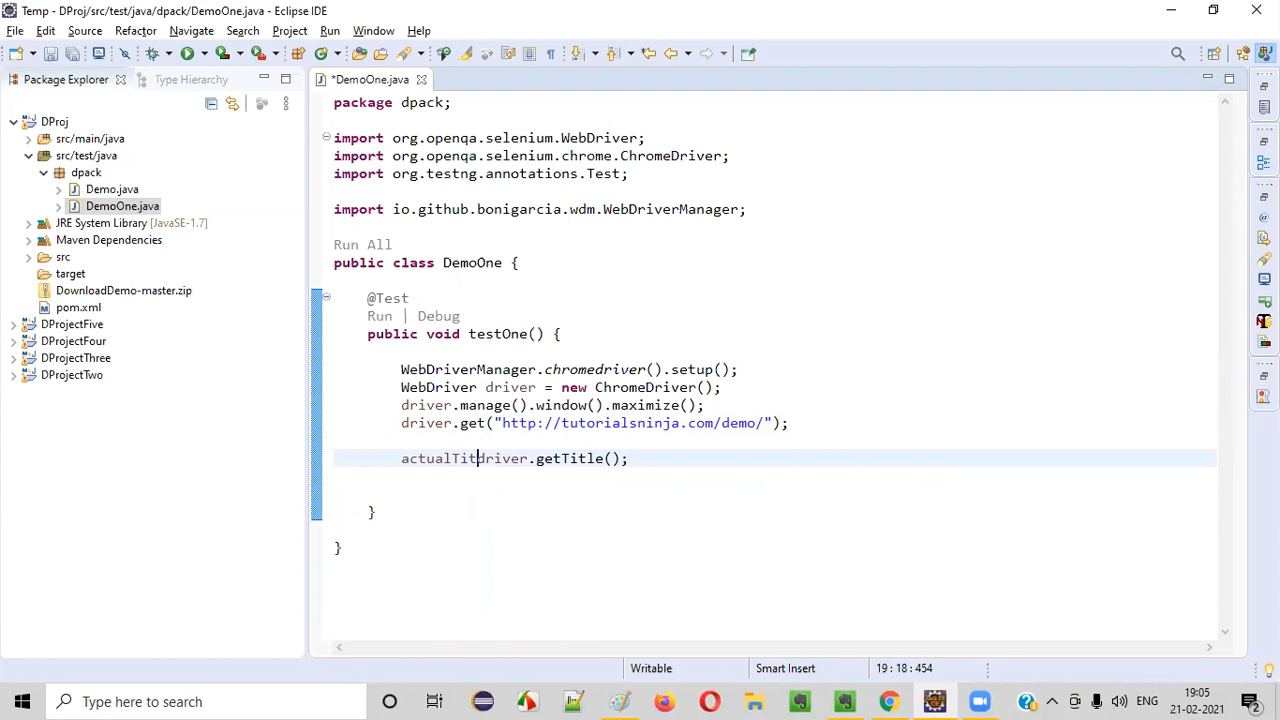 Temp - DProj/src/test/java/dpack/DemoOne.java - Eclipse IDE
File Edit Source Refactor Navigate Search Project Run Window Help
Package Explorer Type Hierarchy
DProj
src/main/java
src/test/java
dpack
Demo.java
DemoOne.java
JRE System Library [JavaSE-1.7]
Maven Dependencies
src
target
DownloadDemo-master.zip
pom.xml
DProjectFive
DProjectFour
DProjectThree
DProjectTwo
*DemoOne.java
package dpack;
import org.openqa.selenium.WebDriver;
import org.openqa.selenium.chrome.ChromeDriver;
import org.testng.annotations.Test;
import io.github.bonigarcia.wdm.WebDriverManager;
Run All
public class DemoOne {
@Test
Run | Debug
public void testOne() {
WebDriverManager.chromedriver().setup();
WebDriver driver = new ChromeDriver();
driver.manage().window().maximize();
driver.get("http://tutorialsninja.com/demo/");
actualTitdriver.getTitle();
}
}
Writable Smart Insert 19 : 18 : 454
Type here to search
ENG
19:05
21-02-2021
2